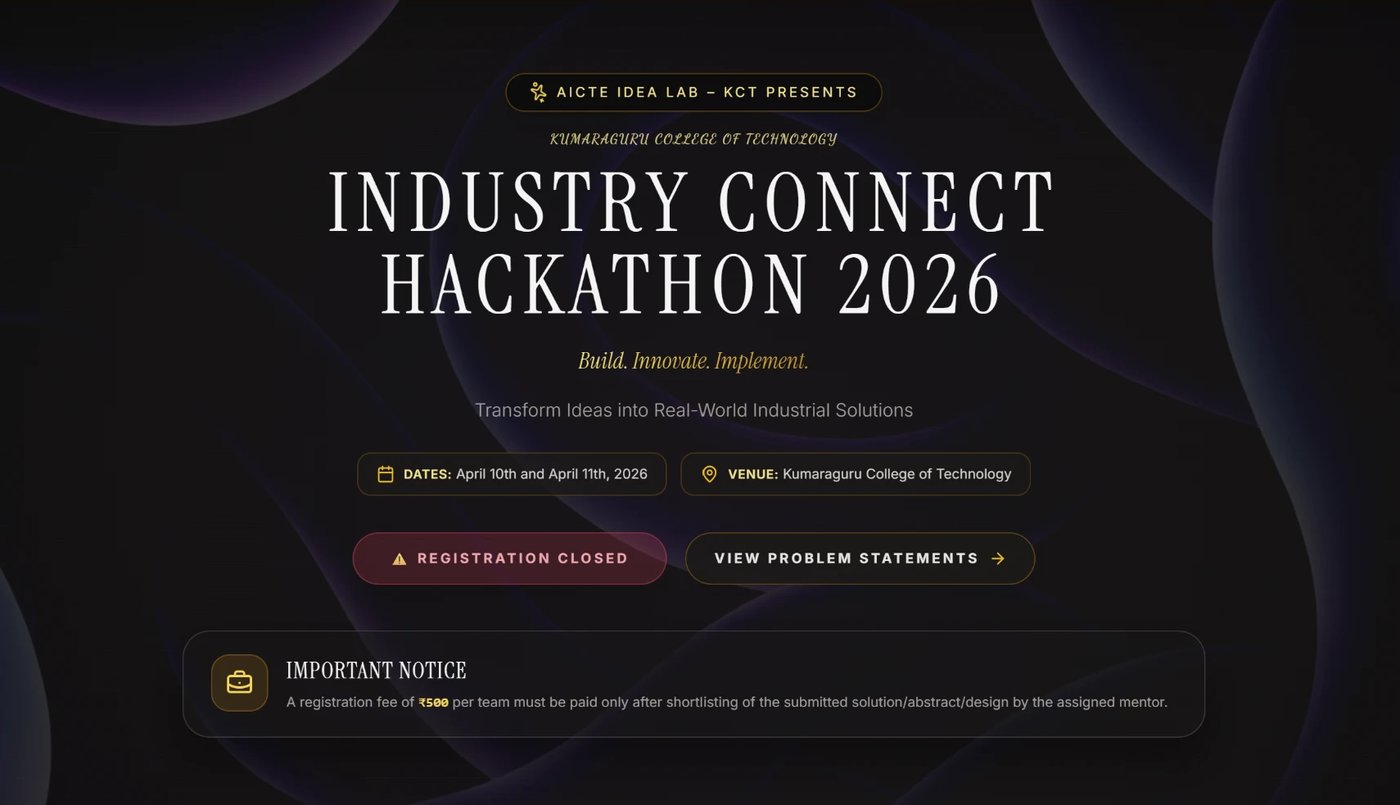 AICTE IDEA LAB – KCT PRESENTS
KUMARAGURU COLLEGE OF TECHNOLOGY
INDUSTRY CONNECT
HACKATHON 2026
Build. Innovate. Implement.
Transform Ideas into Real-World Industrial Solutions
DATES: April 10th and April 11th, 2026
VENUE: Kumaraguru College of Technology
REGISTRATION CLOSED
VIEW PROBLEM STATEMENTS →
IMPORTANT NOTICE
A registration fee of ₹500 per team must be paid only after shortlisting of the submitted solution/abstract/design by the assigned mentor.